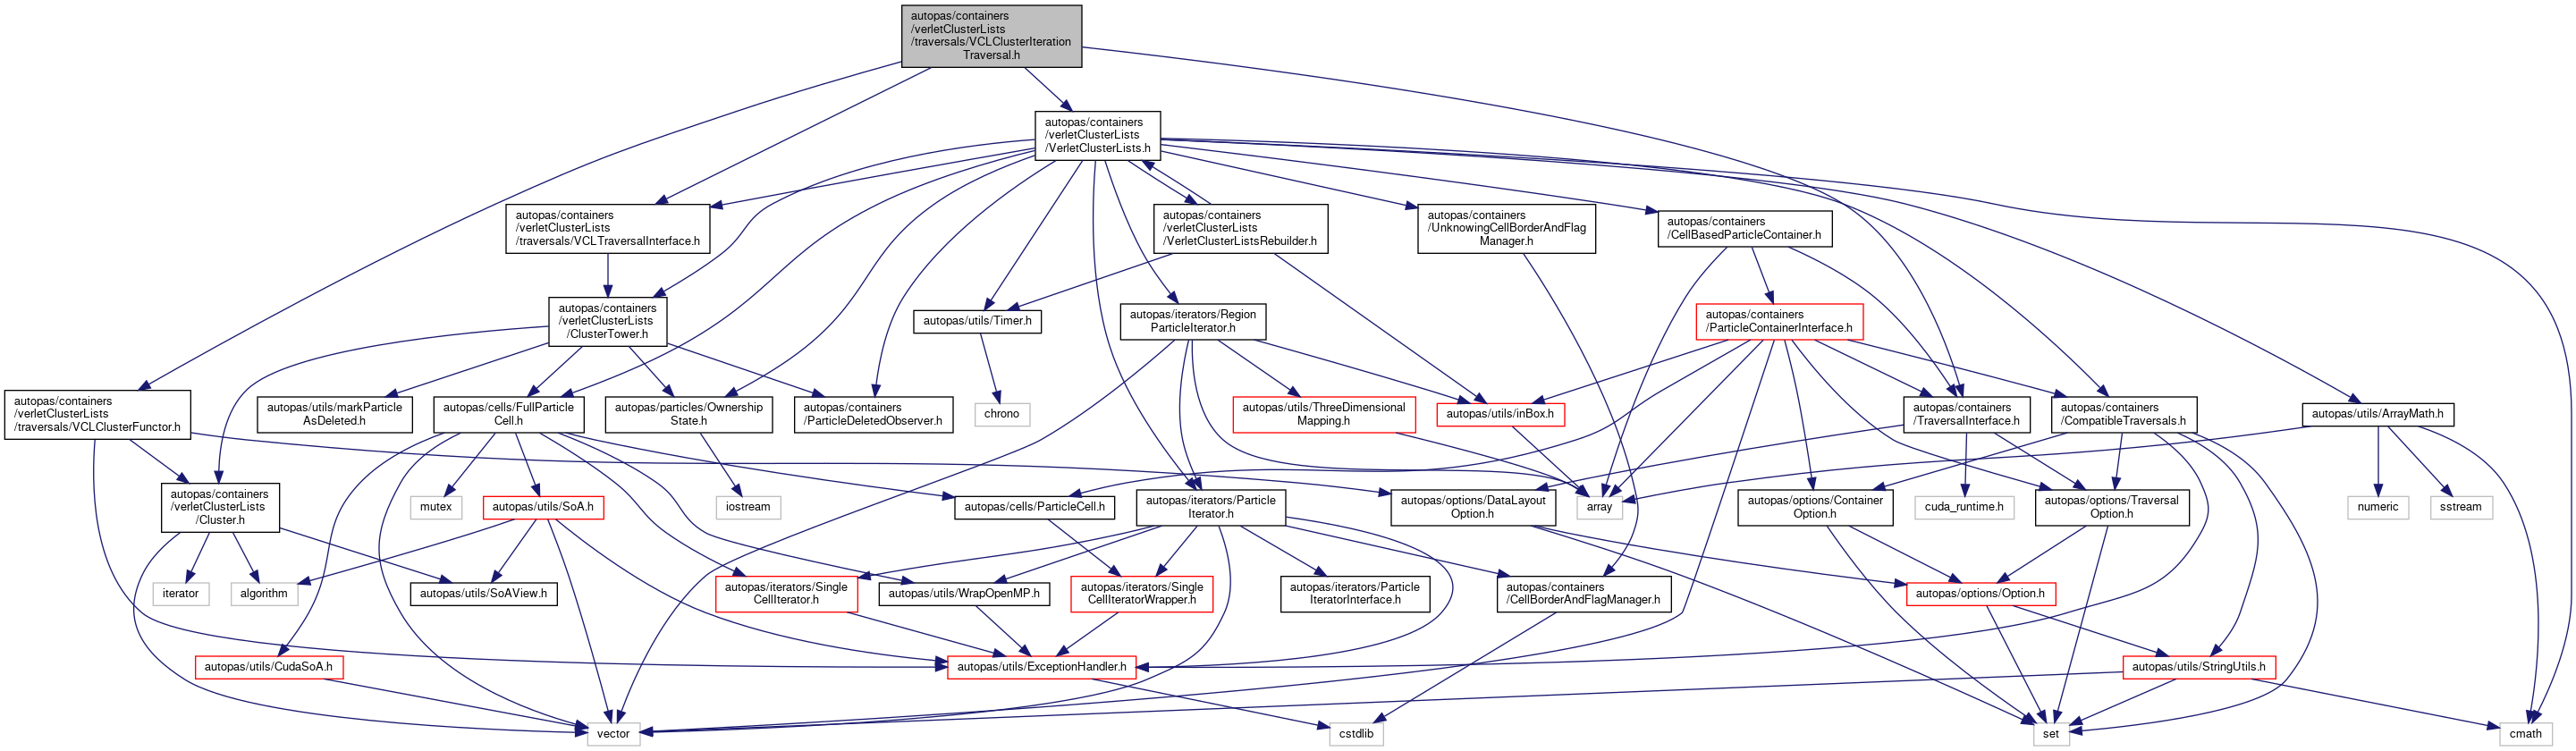 autopas/containers
/verletClusterLists
/traversals/VCLClusterIteration
Traversal.h
autopas/containers
/verletClusterLists
/VerletClusterLists.h
autopas/containers
/verletClusterLists
/traversals/VCLTraversalInterface.h
autopas/containers
/verletClusterLists
/VerletClusterListsRebuilder.h
autopas/containers
/UnknowingCellBorderAndFlag
Manager.h
autopas/containers
/CellBasedParticleContainer.h
autopas/containers
/verletClusterLists
/ClusterTower.h
autopas/utils/Timer.h
autopas/iterators/Region
ParticleIterator.h
autopas/containers
/ParticleContainerInterface.h
autopas/containers
/verletClusterLists
/traversals/VCLClusterFunctor.h
autopas/utils/markParticle
AsDeleted.h
autopas/cells/FullParticle
Cell.h
autopas/particles/Ownership
State.h
autopas/containers
/ParticleDeletedObserver.h
chrono
autopas/utils/ThreeDimensional
Mapping.h
autopas/utils/inBox.h
autopas/containers
/TraversalInterface.h
autopas/containers
/CompatibleTraversals.h
autopas/utils/ArrayMath.h
autopas/containers
/verletClusterLists
/Cluster.h
mutex
autopas/utils/SoA.h
iostream
autopas/cells/ParticleCell.h
autopas/iterators/Particle
Iterator.h
autopas/options/DataLayout
Option.h
array
autopas/options/Container
Option.h
cuda_runtime.h
autopas/options/Traversal
Option.h
numeric
sstream
iterator
algorithm
autopas/utils/SoAView.h
autopas/iterators/Single
CellIterator.h
autopas/utils/WrapOpenMP.h
autopas/iterators/Single
CellIteratorWrapper.h
autopas/iterators/Particle
IteratorInterface.h
autopas/containers
/CellBorderAndFlagManager.h
autopas/options/Option.h
autopas/utils/CudaSoA.h
autopas/utils/ExceptionHandler.h
autopas/utils/StringUtils.h
vector
cstdlib
set
cmath